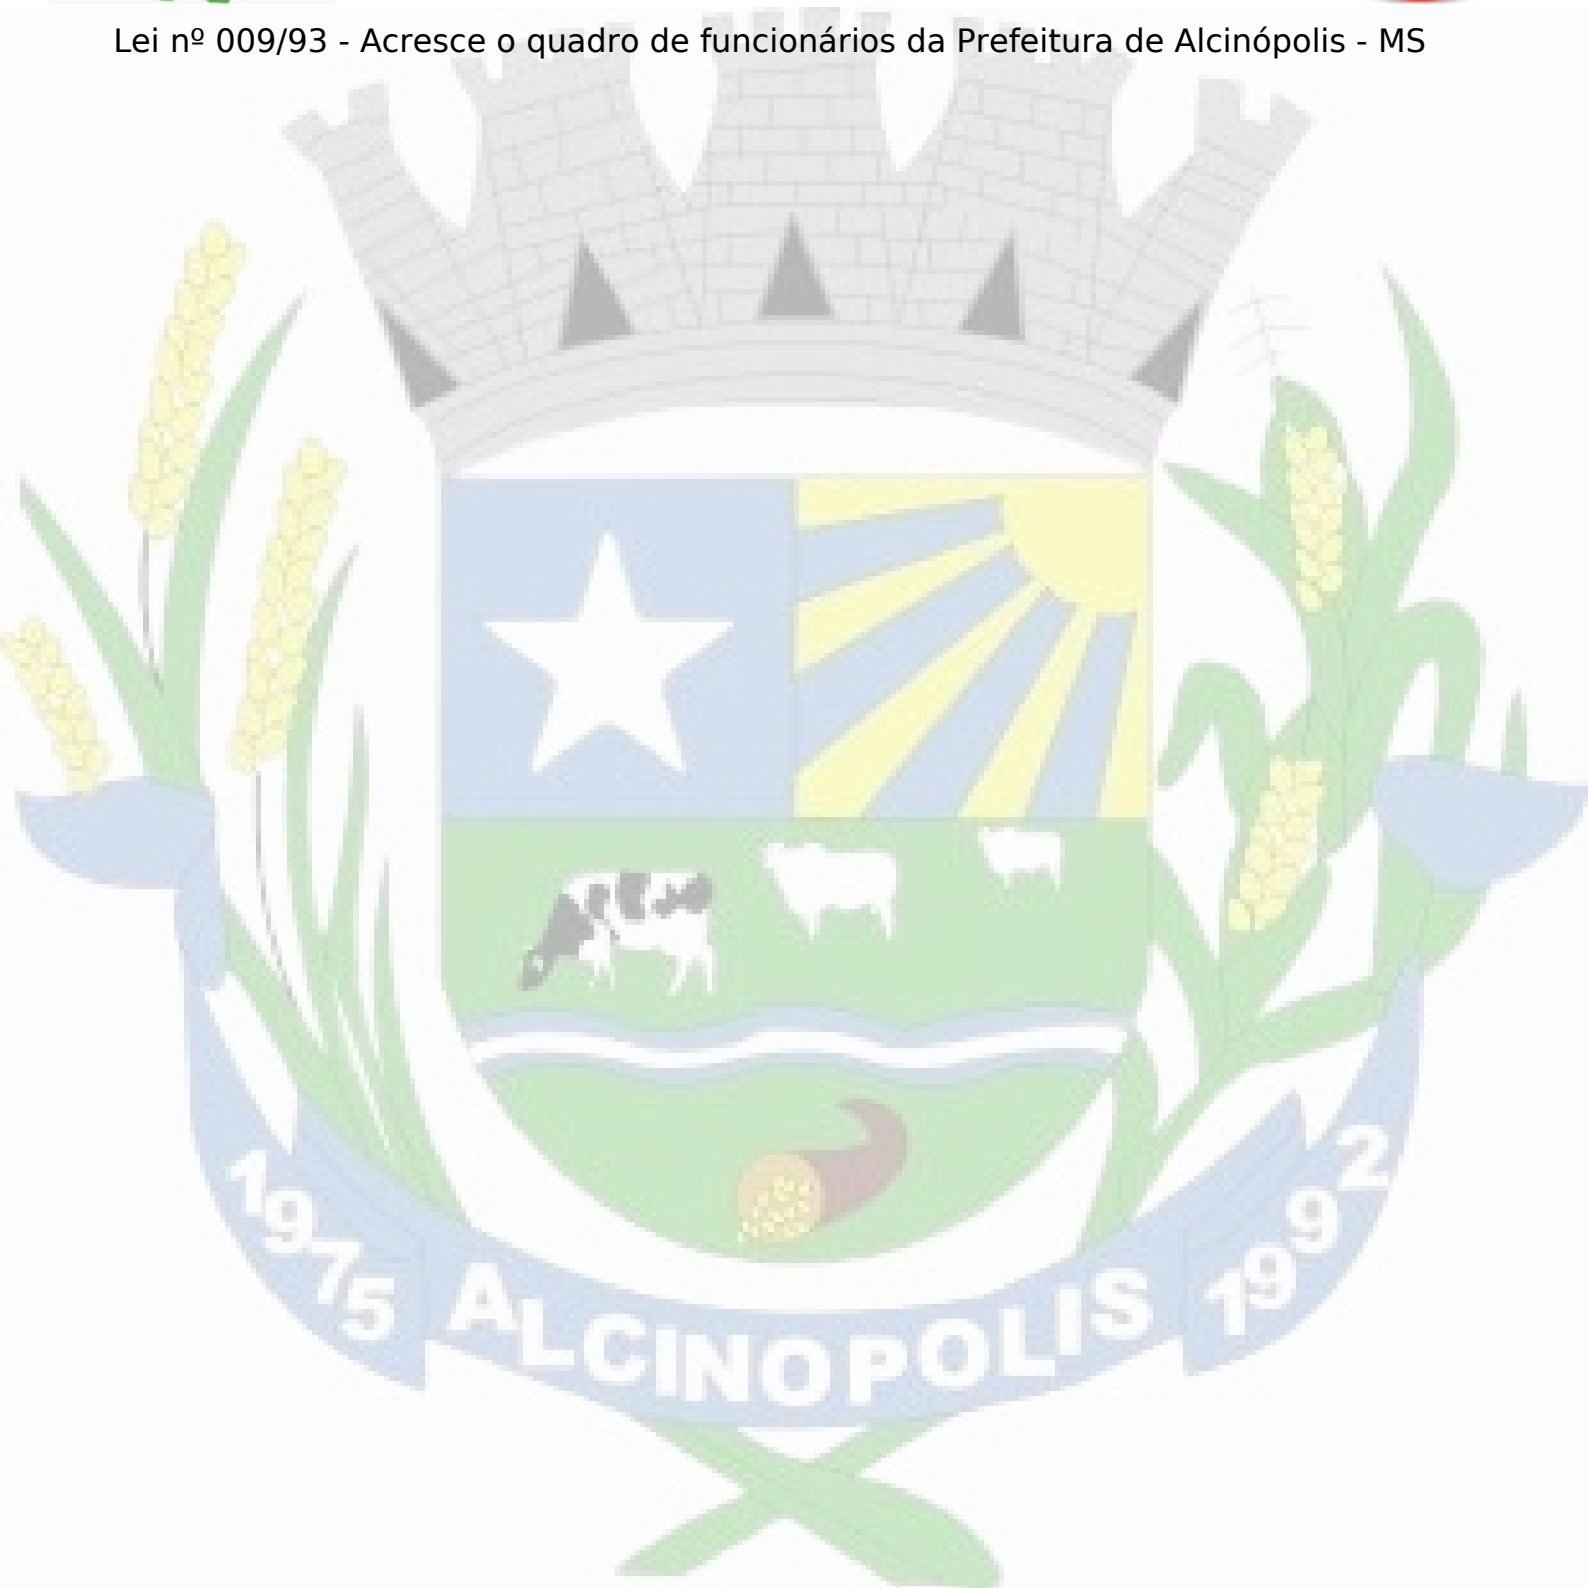 Lei nº 009/93 - Acresce o quadro de funcionários da Prefeitura de Alcinópolis - MS
1975 ALCINOPOLIS 1992